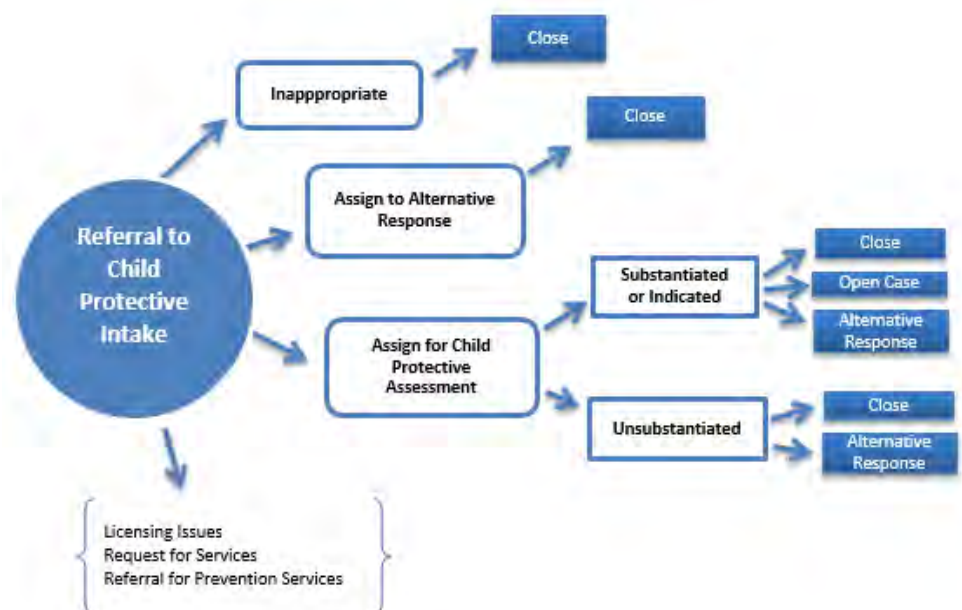 Close
Inapppropriate
Close
Assign to Alternative
Response
Referral to
Child
Protective
Intake
Substantiated
or Indicated
Close
Open Case
Alternative
Response
Assign for Child
Protective
Assessment
Unsubstantiated
Close
Alternative
Response
Licensing Issues
Request for Services
Referral for Prevention Services